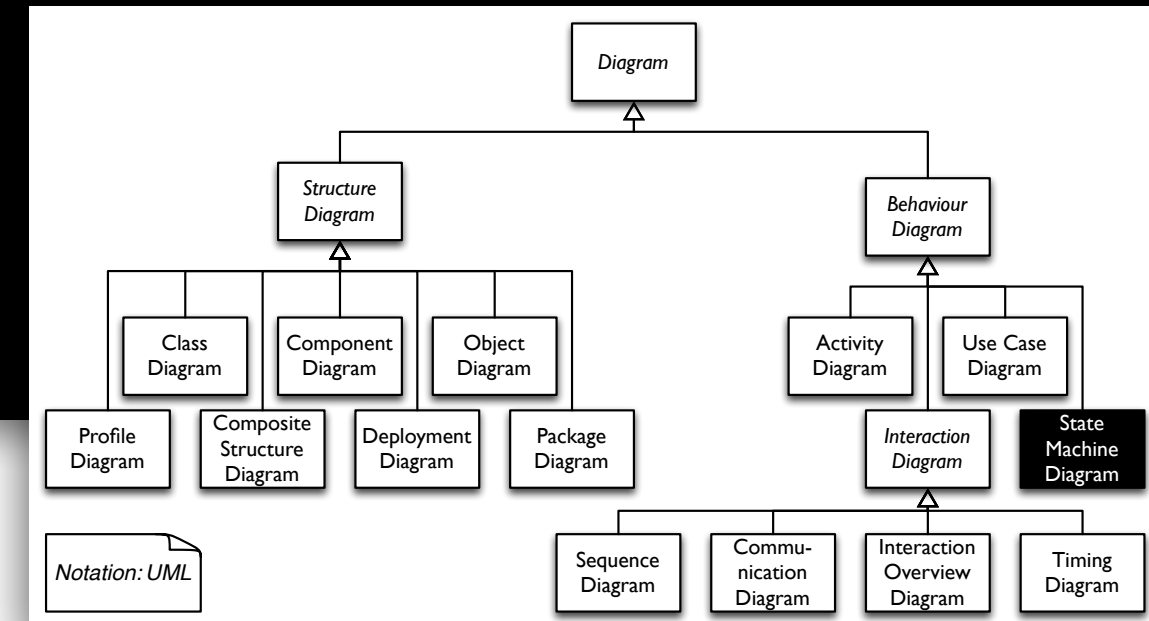 Diagram
Structure
Diagram
Behaviour
Diagram
Class
Diagram
Component
Diagram
Object
Diagram
Activity
Diagram
Use Case
Diagram
Profile
Diagram
Composite
Structure
Diagram
Deployment
Diagram
Package
Diagram
Interaction
Diagram
State
Machine
Diagram
Notation: UML
Sequence
Diagram
Commu-
nication
Diagram
Interaction
Overview
Diagram
Timing
Diagram